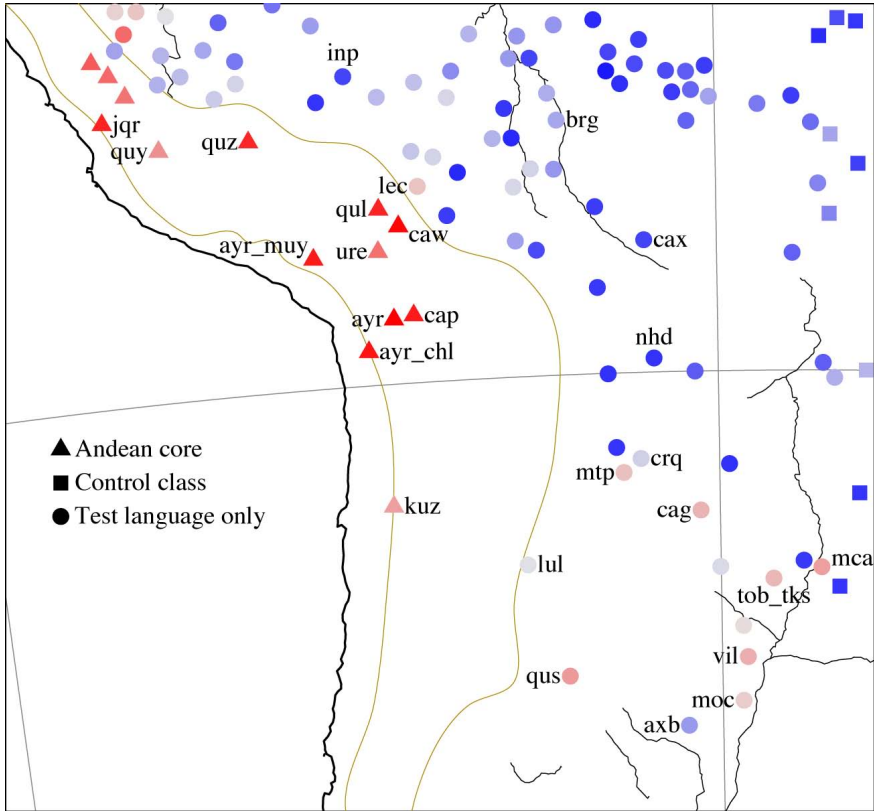 inp
brg
jqr
quy
quz
lec
qul
caw
ayr_muy
ure
cax
ayr
cap
ayr_chl
nhd
Andean core
Control class
Test language only
crq
mtp
kuz
cag
lul
mca
tob_tks
vil
qus
moc
axb